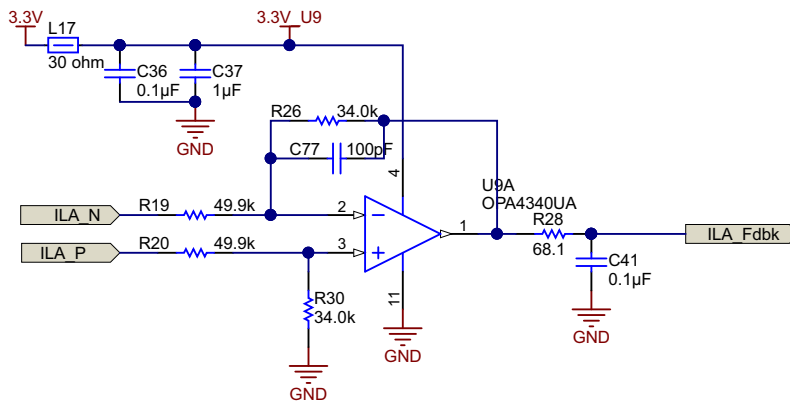 3.3V
L17
30 ohm
3.3V_U9
C36
0.1µF
C37
1µF
GND
R26
34.0k
C77
100pF
4
U9A
OPA4340UA
ILA_N
R19
49.9k
2
1
R28
68.1
ILA_Fdbk
ILA_P
R20
49.9k
3
C41
0.1µF
R30
34.0k
11
GND
GND
GND